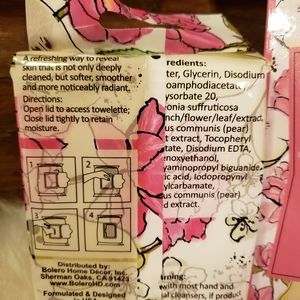 A refreshing way to reveal
skin that is not only deeply
cleaned, but softer, smoother
and more noticeably radiant.
Directions:
Open lid to access towelette;
Close lid tightly to retain
moisture.
1
2
3
4
Distributed by:
Bolero Home Décor, Inc.
Sherman Oaks, CA 91423
www.BoleroHD.com
Formulated & Designed
redients:
ter, Glycerin, Disodium
oamphodiacetate,
ysorbate 20,
onia suffruticosa
nch/flower/leaf/extract,
us communis (pear)
t extract, Tocopheryl
tate, Disodium EDTA,
enoxyethanol,
yaminopropyl biguanide,
ic acid, Iodopropynyl
ylcarbamate,
us communis (pear)
d extract.
rning:
with most hand and
ial cleansers, if product